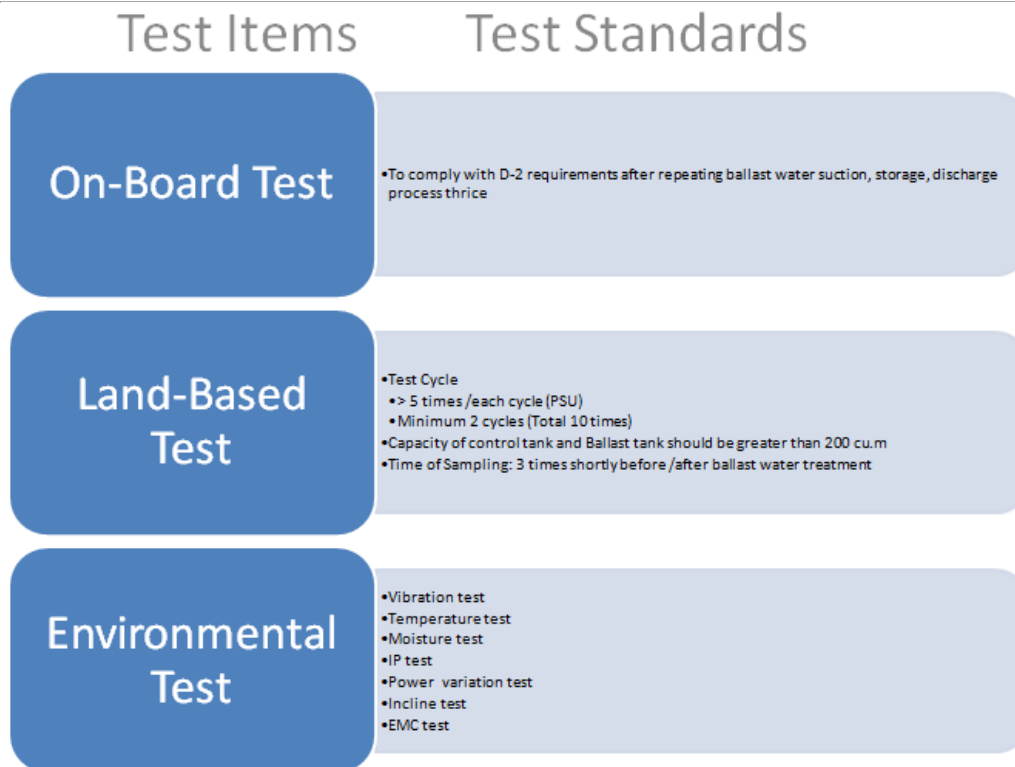 Test Items Test Standards
On-Board Test
•To comply with D-2 requirements after repeating ballast water suction, storage, discharge
process thrice
Land-Based
Test
•Test Cycle
•> 5 times /each cycle (PSU)
•Minimum 2 cycles (Total 10 times)
•Capacity of control tank and Ballast tank should be greater than 200 cu.m
•Time of Sampling: 3 times shortly before /after ballast water treatment
Environmental
Test
•Vibration test
•Temperature test
•Moisture test
•IP test
•Power variation test
•Incline test
•EMC test